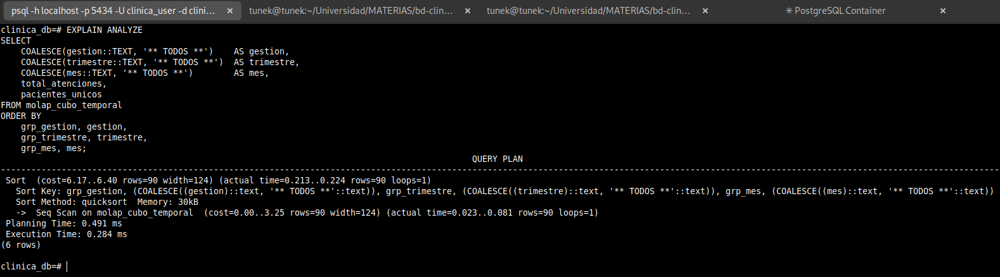 psql -h localhost -p 5434 -U clinica_user -d clini... × tunek@tunek:~/Universidad/MATERIAS/bd-clin... × tunek@tunek:~/Universidad/MATERIAS/bd-clin... × ✳ PostgreSQL Container ×
clinica_db=# EXPLAIN ANALYZE
SELECT
    COALESCE(gestion::TEXT, '** TODOS **')    AS gestion,
    COALESCE(trimestre::TEXT, '** TODOS **')  AS trimestre,
    COALESCE(mes::TEXT, '** TODOS **')        AS mes,
    total_atenciones,
    pacientes_unicos
FROM molap_cubo_temporal
ORDER BY
    grp_gestion, gestion,
    grp_trimestre, trimestre,
    grp_mes, mes;
QUERY PLAN
-----------------------------------------------------------------------------------------------------------------------------------------------------------------------------------------------------
 Sort  (cost=6.17..6.40 rows=90 width=124) (actual time=0.213..0.224 rows=90 loops=1)
   Sort Key: grp_gestion, (COALESCE((gestion)::text, '** TODOS **'::text)), grp_trimestre, (COALESCE((trimestre)::text, '** TODOS **'::text)), grp_mes, (COALESCE((mes)::text, '** TODOS **'::text))
   Sort Method: quicksort  Memory: 30kB
   ->  Seq Scan on molap_cubo_temporal  (cost=0.00..3.25 rows=90 width=124) (actual time=0.023..0.081 rows=90 loops=1)
 Planning Time: 0.491 ms
 Execution Time: 0.284 ms
(6 rows)
clinica_db=#